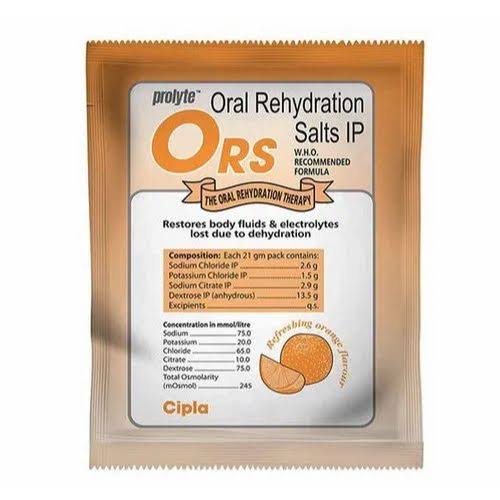 prolyte™ Oral Rehydration
Salts IP
ORS
W.H.O.
RECOMMENDED
FORMULA
THE ORAL REHYDRATION THERAPY
Restores body fluids & electrolytes
lost due to dehydration
Composition: Each 21 gm pack contains:
Sodium Chloride IP 2.6 g
Potassium Chloride IP 1.5 g
Sodium Citrate IP 2.9 g
Dextrose IP (anhydrous) 13.5 g
Excipients q.s.
Concentration in mmol/litre
Sodium 75.0
Potassium 20.0
Chloride 65.0
Citrate 10.0
Dextrose 75.0
Total Osmolarity
(mOsmol) 245
Refreshing orange flavour
Cipla